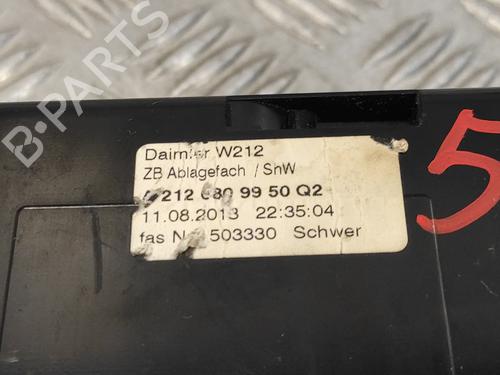 B-PARTS
Daimler W212
ZB Ablagefach / SnW
212 680 99 50 Q2
11.08.2013 22:35:04
fas Nr. 503330 Schwer
5